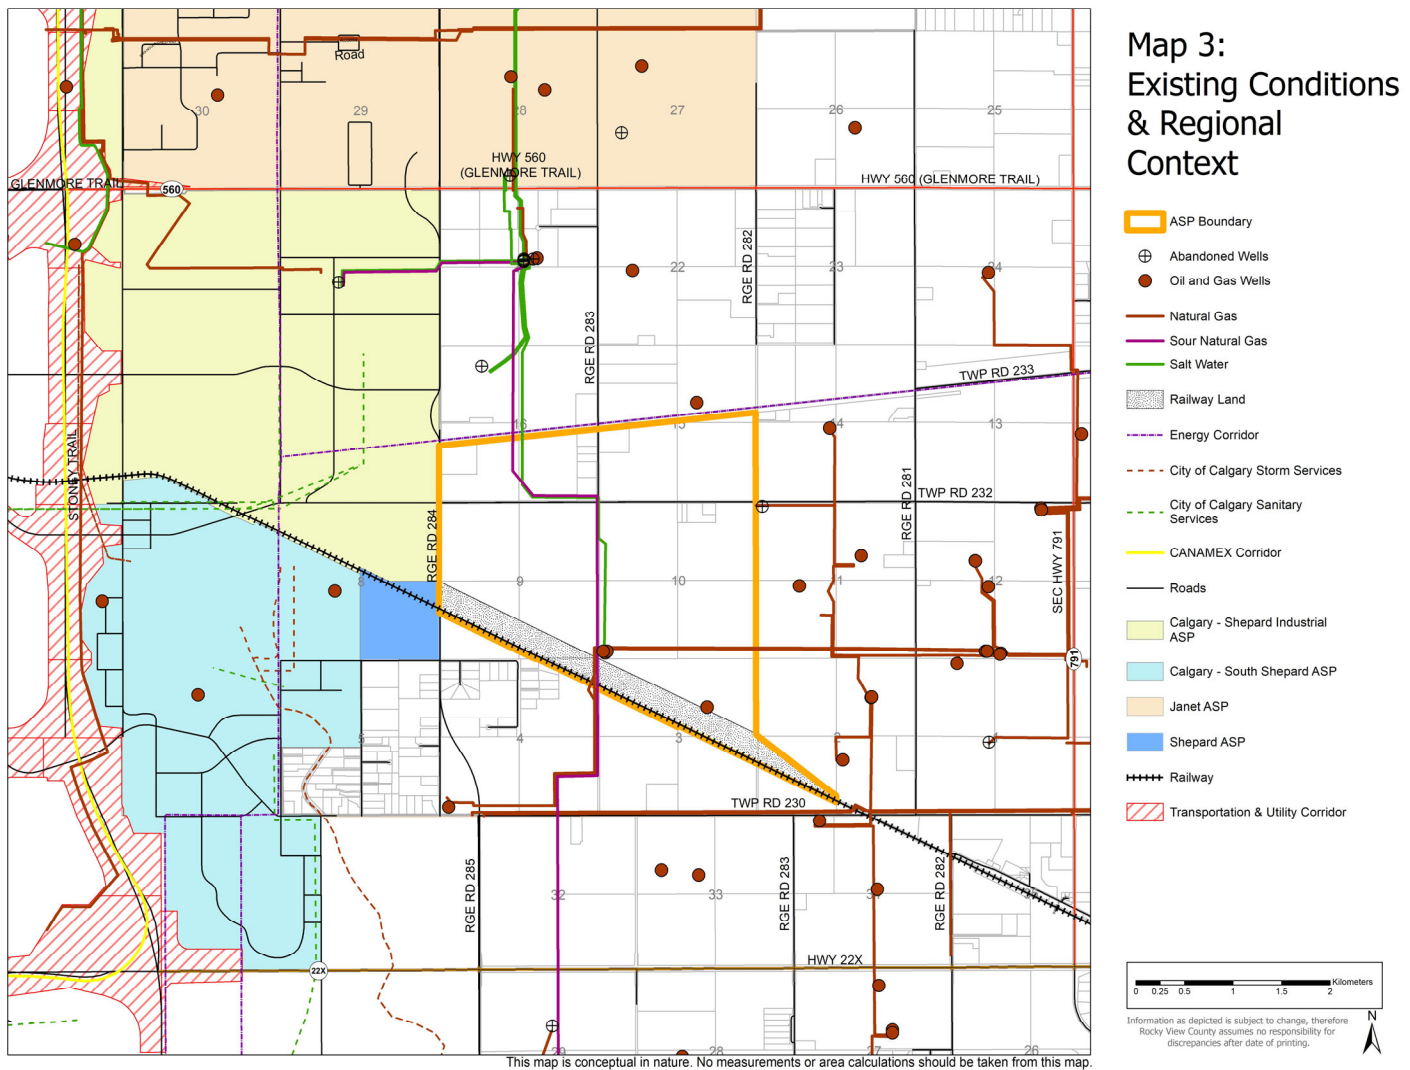 Map 3:
Existing Conditions
& Regional
Context
ASP Boundary
Abandoned Wells
Oil and Gas Wells
Natural Gas
Sour Natural Gas
Salt Water
Railway Land
Energy Corridor
City of Calgary Storm Services
City of Calgary Sanitary
Services
CANAMEX Corridor
Roads
Calgary - Shepard Industrial
ASP
Calgary - South Shepard ASP
Janet ASP
Shepard ASP
Railway
Transportation & Utility Corridor
0 0.25 0.5 1 1.5 2 Kilometers
Information as depicted is subject to change, therefore
Rocky View County assumes no responsibility for
discrepancies after date of printing.
N
Road
30
29
28
27
26
25
HWY 560
(GLENMORE TRAIL)
GLENMORE TRAIL
560
HWY 560 (GLENMORE TRAIL)
RGE RD 282
22
23
24
RGE RD 283
TWP RD 233
16
15
14
13
STONEY TRAIL
RGE RD 284
RGE RD 281
TWP RD 232
SEC HWY 791
8
9
10
11
12
791
5
4
3
2
1
TWP RD 230
RGE RD 285
RGE RD 283
RGE RD 282
32
33
34
HWY 22X
22X
29
28
27
26
This map is conceptual in nature. No measurements or area calculations should be taken from this map.